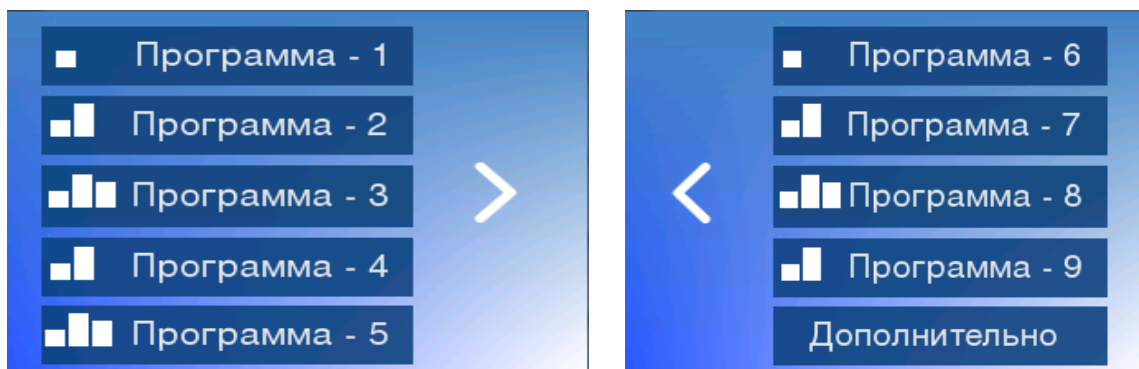 Программа - 1
Программа - 2
Программа - 3
Программа - 4
Программа - 5
Программа - 6
Программа - 7
Программа - 8
Программа - 9
Дополнительно